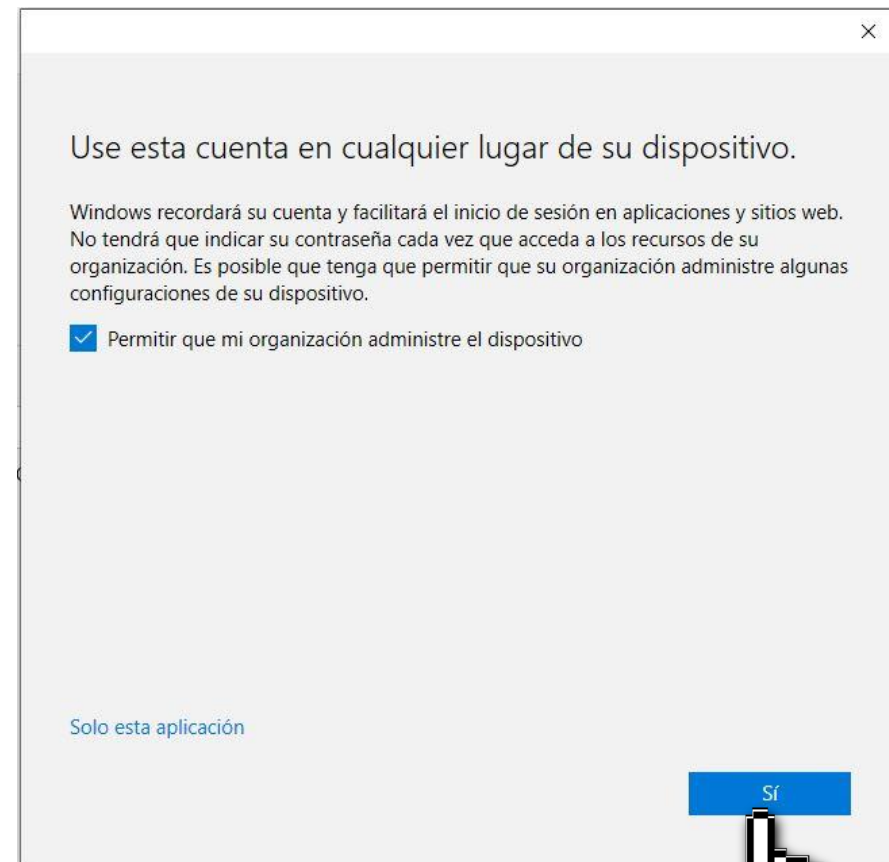 Use esta cuenta en cualquier lugar de su dispositivo.
Windows recordará su cuenta y facilitará el inicio de sesión en aplicaciones y sitios web.
No tendrá que indicar su contraseña cada vez que acceda a los recursos de su
organización. Es posible que tenga que permitir que su organización administre algunas
configuraciones de su dispositivo.
Permitir que mi organización administre el dispositivo
Solo esta aplicación
Sí